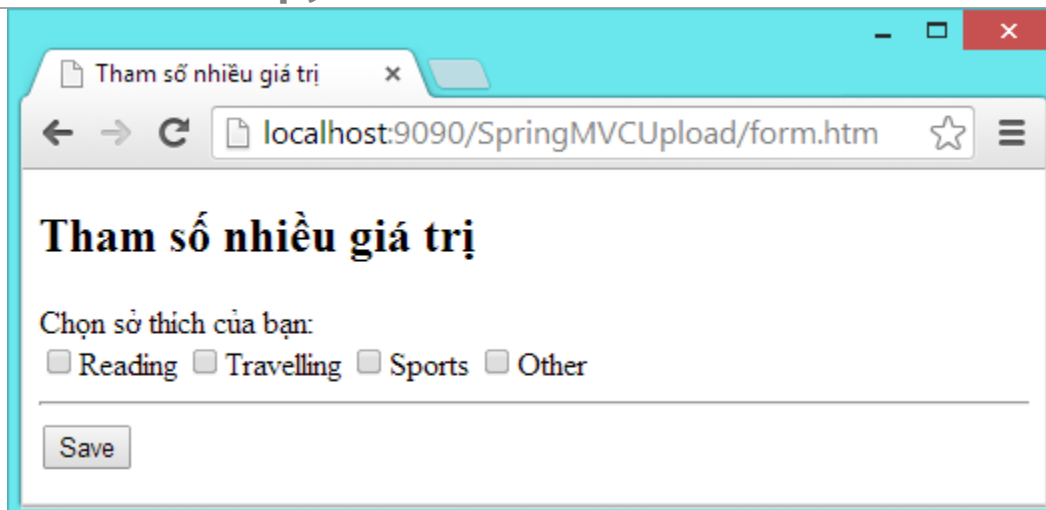 Tham số nhiều giá trị
localhost:9090/SpringMVCUpload/form.htm
Tham số nhiều giá trị
Chọn sở thích của bạn:
Reading Travelling Sports Other
Save